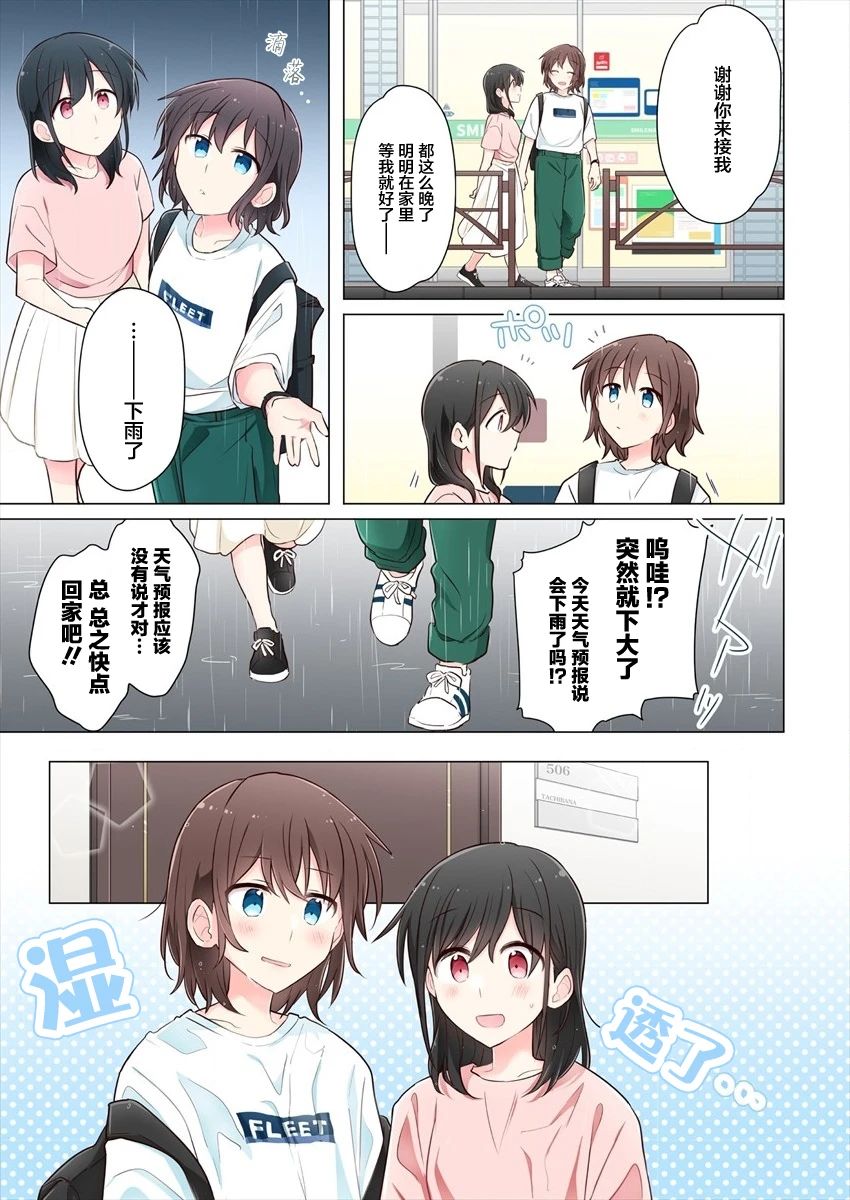 谢谢你来接我
SMI
SMILENA
都这么晚了
明明在家里
等我就好了——
ポツ
滴落…
FLEET
…——下雨了
呜哇!?
突然就下大了
今天天气预报说
会下雨了吗!?
天气预报应该
没有说才对…
总 总之快点
回家吧!!
506
TACHIBANA
湿
透了…
FLEET